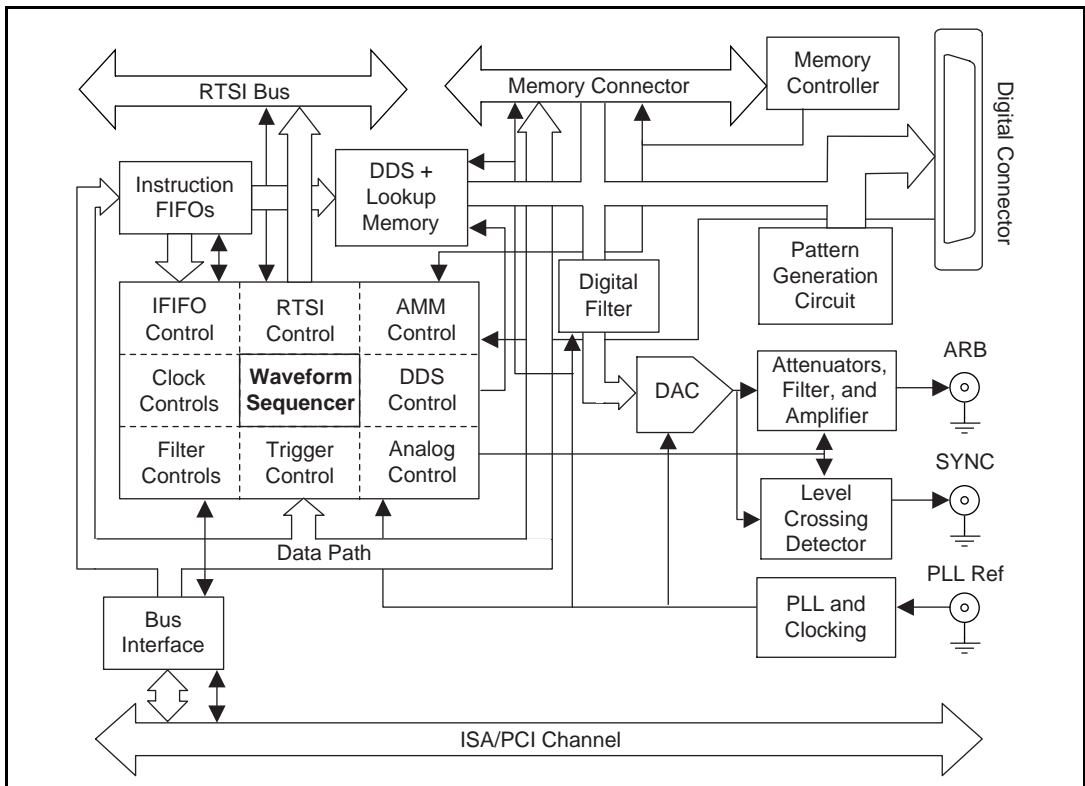 RTSI Bus
Memory Connector
Memory
Controller
Digital Connector
Instruction
FIFOs
DDS +
Lookup
Memory
Pattern
Generation
Circuit
Digital
Filter
IFIFO
Control
RTSI
Control
AMM
Control
Clock
Controls
Waveform
Sequencer
DDS
Control
Filter
Controls
Trigger
Control
Analog
Control
DAC
Attenuators,
Filter, and
Amplifier
ARB
SYNC
Level
Crossing
Detector
Data Path
PLL Ref
PLL and
Clocking
Bus
Interface
ISA/PCI Channel